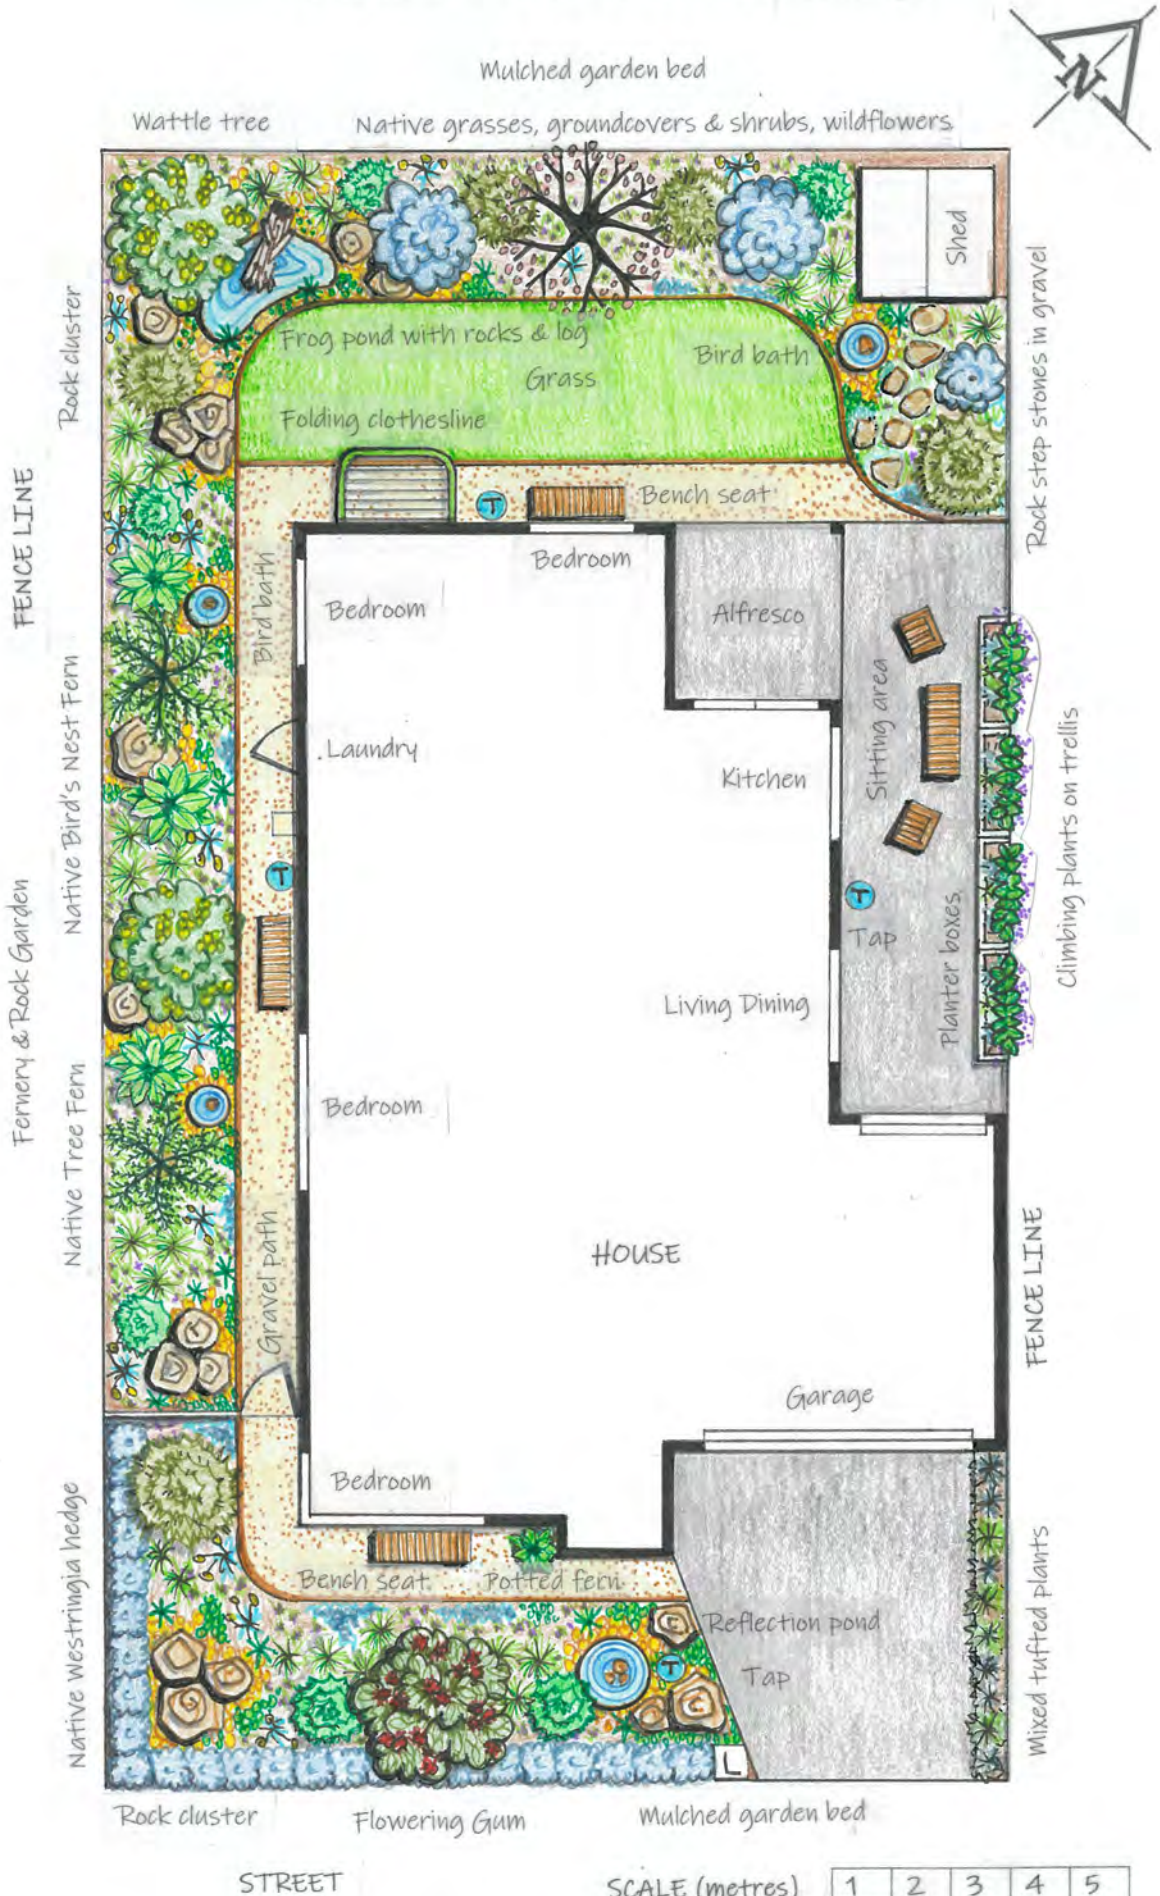 N
Mulched garden bed
Wattle tree
Native grasses, groundcovers & shrubs, wildflowers
Shed
Rock cluster
Frog pond with rocks & log
Bird bath
Grass
Folding clothesline
Rock step stones in gravel
FENCE LINE
T
Bench seat
Bedroom
Bird bath
Bedroom
Alfresco
Sitting area
Native Bird's Nest Fern
Laundry
Kitchen
Climbing plants on trellis
T
T
Tap
Planter boxes
Fernery & Rock Garden
Living Dining
Native Tree Fern
Bedroom
Gravel path
HOUSE
FENCE LINE
Garage
Bedroom
Native Westringia hedge
Bench seat
Potted fern
Reflection pond
T
Tap
Mixed tufted plants
L
Rock cluster
Flowering Gum
Mulched garden bed
STREET
SCALE (metres)
1 2 3 4 5